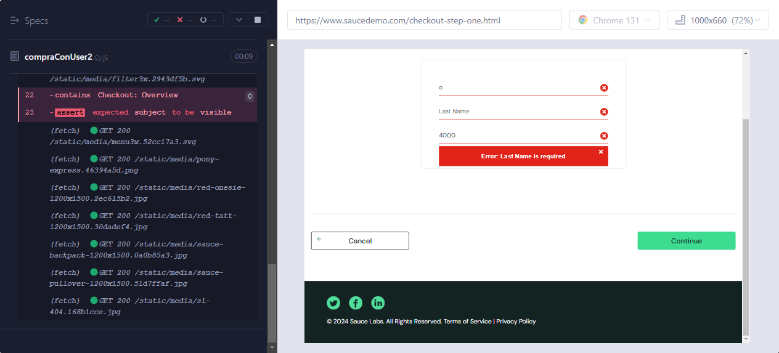 Specs
✓ -- ✕ -- --
compraConUser2.cy.js 00:09
/static/media/filter3x.2943df5b.svg
22 -contains Checkout: Overview 0
23 -assert expected subject to be visible
(fetch) GET 200
/static/media/menu3x.52cc17a3.svg
(fetch) GET 200 /static/media/pony-
express.46394a5d.png
(fetch) GET 200 /static/media/red-onesie-
1200x1500.2ec615b2.jpg
(fetch) GET 200 /static/media/red-tatt-
1200x1500.30dadef4.jpg
(fetch) GET 200 /static/media/sauce-
backpack-1200x1500.0a0b85a3.jpg
(fetch) GET 200 /static/media/sauce-
pullover-1200x1500.51d7ffaf.jpg
(fetch) GET 200 /static/media/sl-
404.168b1cce.jpg
https://www.saucedemo.com/checkout-step-one.html
Chrome 131
1000x660 (72%)
o
Last Name
4000
Error: Last Name is required
Cancel
Continue
© 2024 Sauce Labs. All Rights Reserved. Terms of Service | Privacy Policy